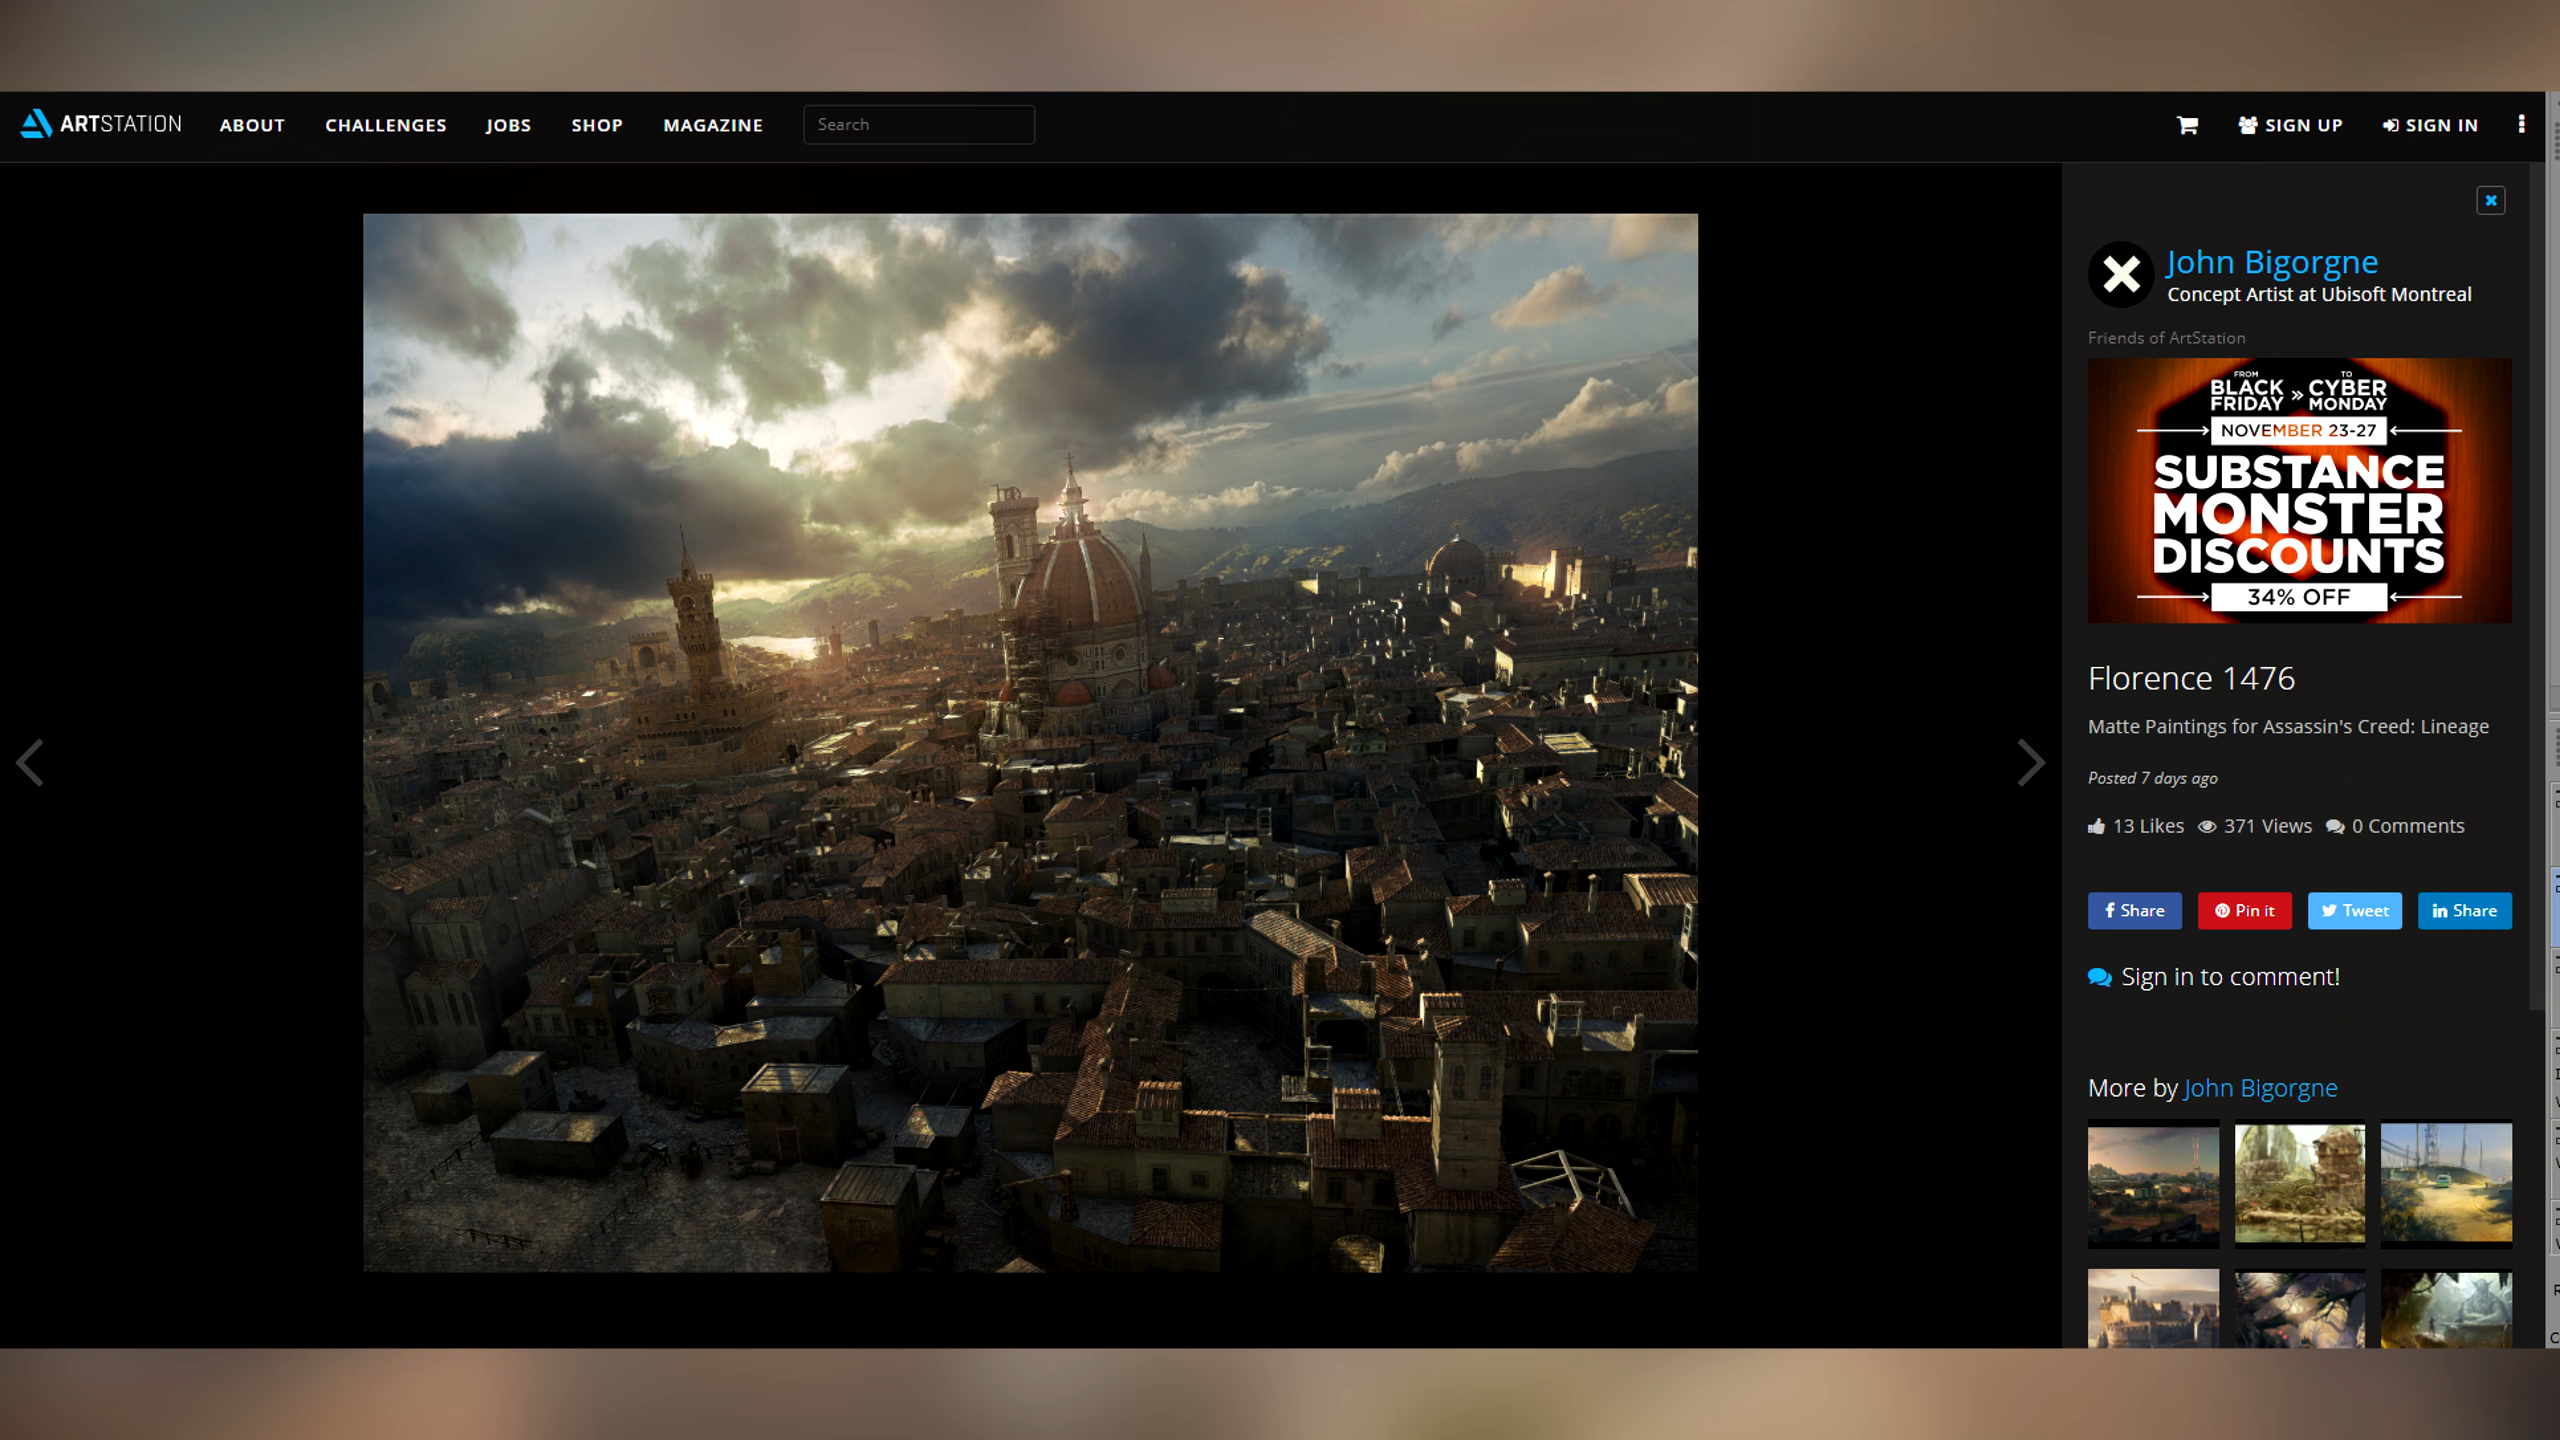 ARTSTATION ABOUT CHALLENGES JOBS SHOP MAGAZINE Search SIGN UP SIGN IN
John Bigorgne
Concept Artist at Ubisoft Montreal
Friends of ArtStation
FROM TO
BLACK FRIDAY » CYBER MONDAY
NOVEMBER 23-27
SUBSTANCE
MONSTER
DISCOUNTS
34% OFF
Florence 1476
Matte Paintings for Assassin's Creed: Lineage
Posted 7 days ago
13 Likes 371 Views 0 Comments
Share Pin it Tweet Share
Sign in to comment!
More by John Bigorgne